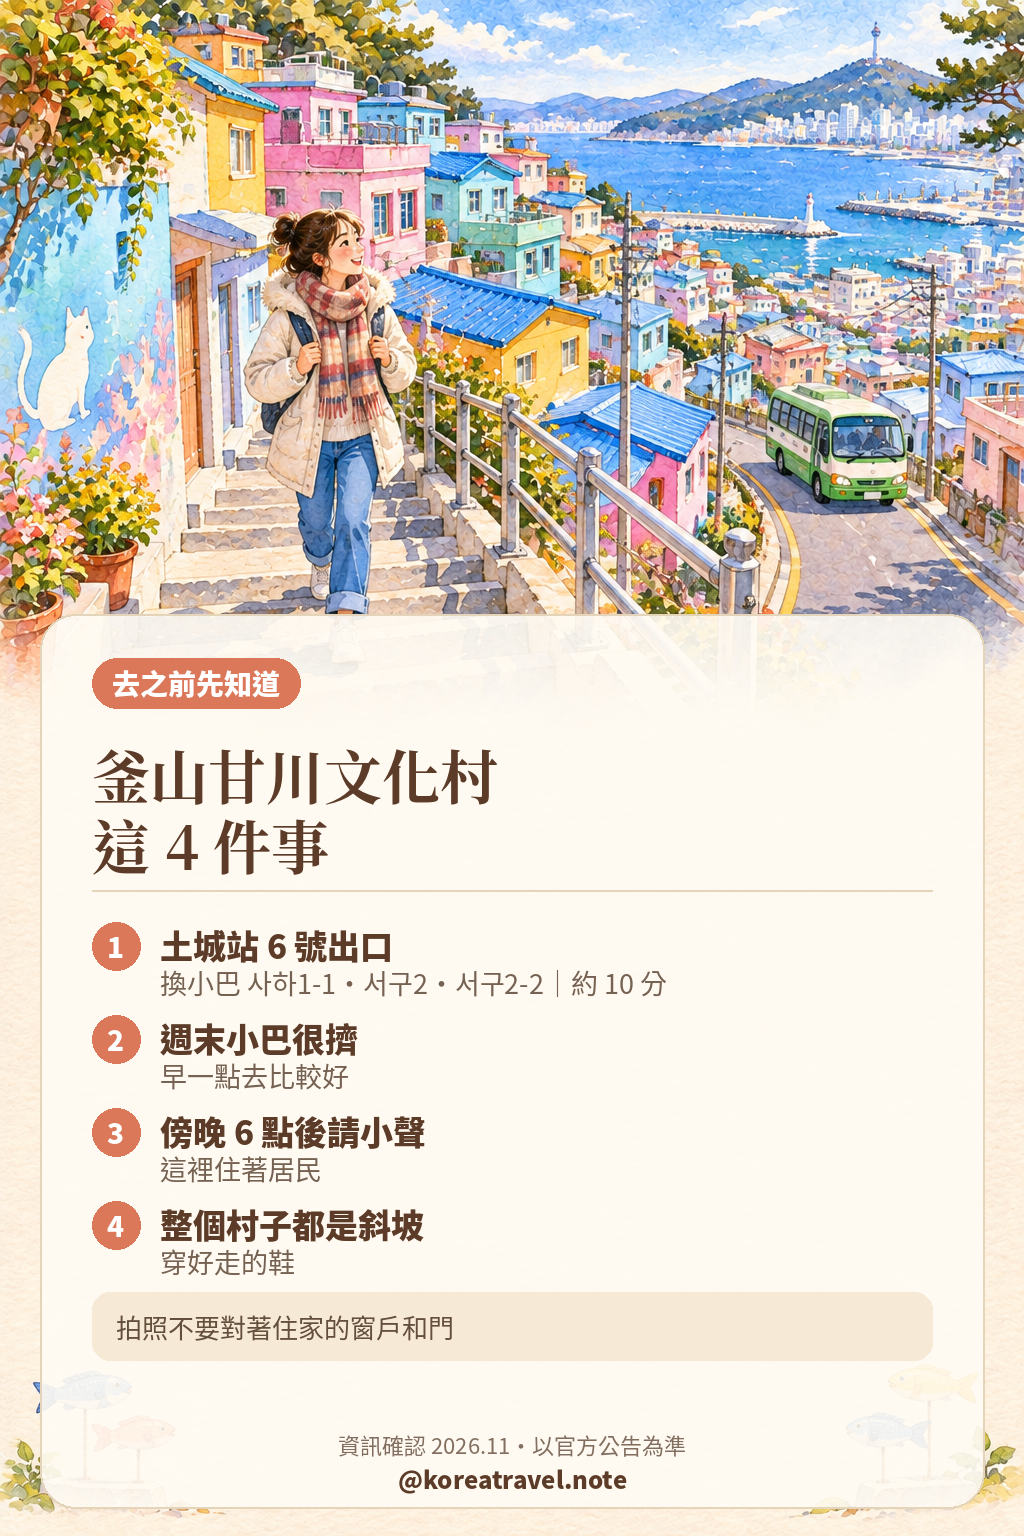 去之前先知道
釜山甘川文化村
這 4 件事
1 土城站 6 號出口
換小巴 사하1-1・서구2・서구2-2｜約 10 分
2 週末小巴很擠
早一點去比較好
3 傍晚 6 點後請小聲
這裡住著居民
4 整個村子都是斜坡
穿好走的鞋
拍照不要對著住家的窗戶和門
資訊確認 2026.11・以官方公告為準
@koreatravel.note